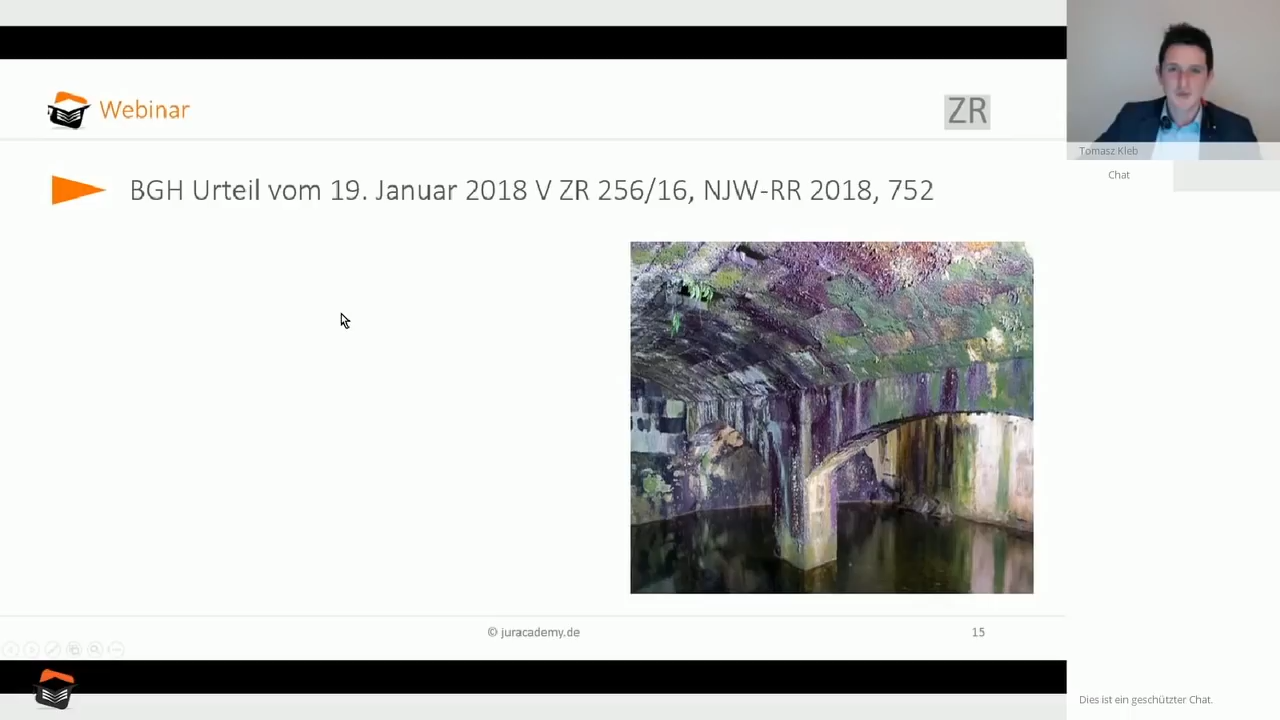 Webinar
ZR
BGH Urteil vom 19. Januar 2018 V ZR 256/16, NJW-RR 2018, 752
© juracademy.de
15
Tomasz Kleb
Chat
Dies ist ein geschützter Chat.